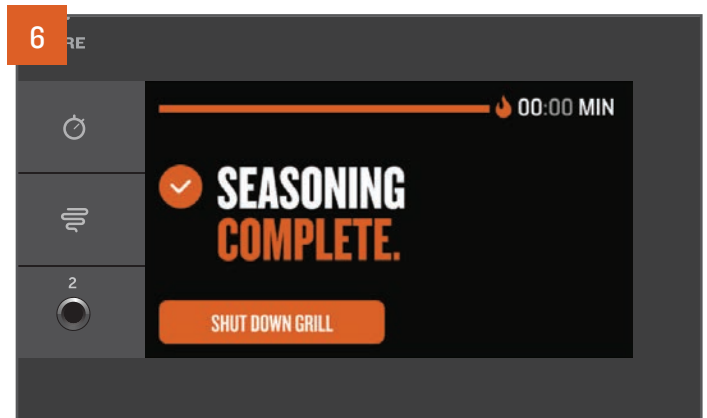 6
00:00 MIN
SEASONING
COMPLETE.
2
SHUT DOWN GRILL